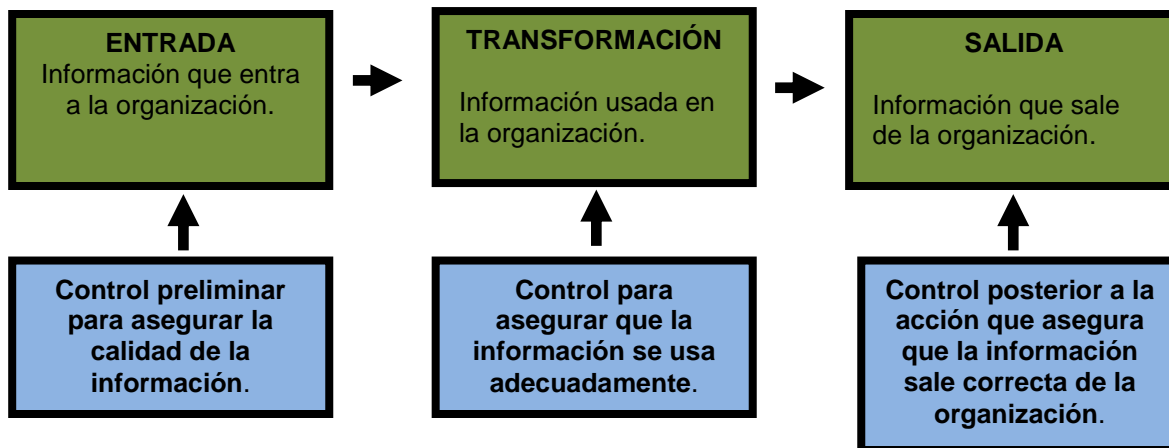 ENTRADA
Información que entra
a la organización.
TRANSFORMACIÓN
Información usada en
la organización.
SALIDA
Información que sale
de la organización.
Control preliminar
para asegurar la
calidad de la
información.
Control para
asegurar que la
información se usa
adecuadamente.
Control posterior a la
acción que asegura
que la información
sale correcta de la
organización.